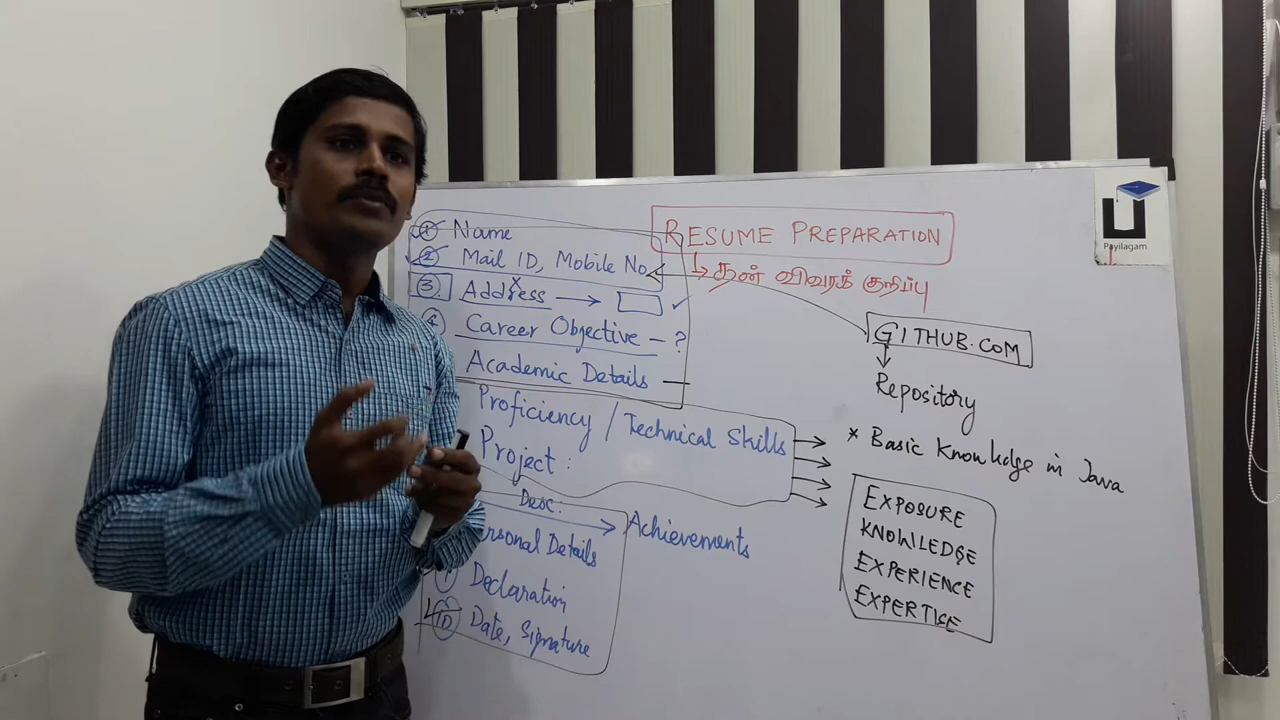 RESUME PREPARATION
தன் விவரக் குறிப்பு
Payilagam
1 Name
2 Mail ID, Mobile No
3. Address
4 Career Objective - ?
Academic Details
Proficiency / Technical Skills
Project :
Desc:
Achievements
ersonal Details
Declaration
10 Date, Signature
GITHUB.COM
Repository
* Basic Knowledge in Java
EXPOSURE
KNOWLEDGE
EXPERIENCE
EXPERTISE